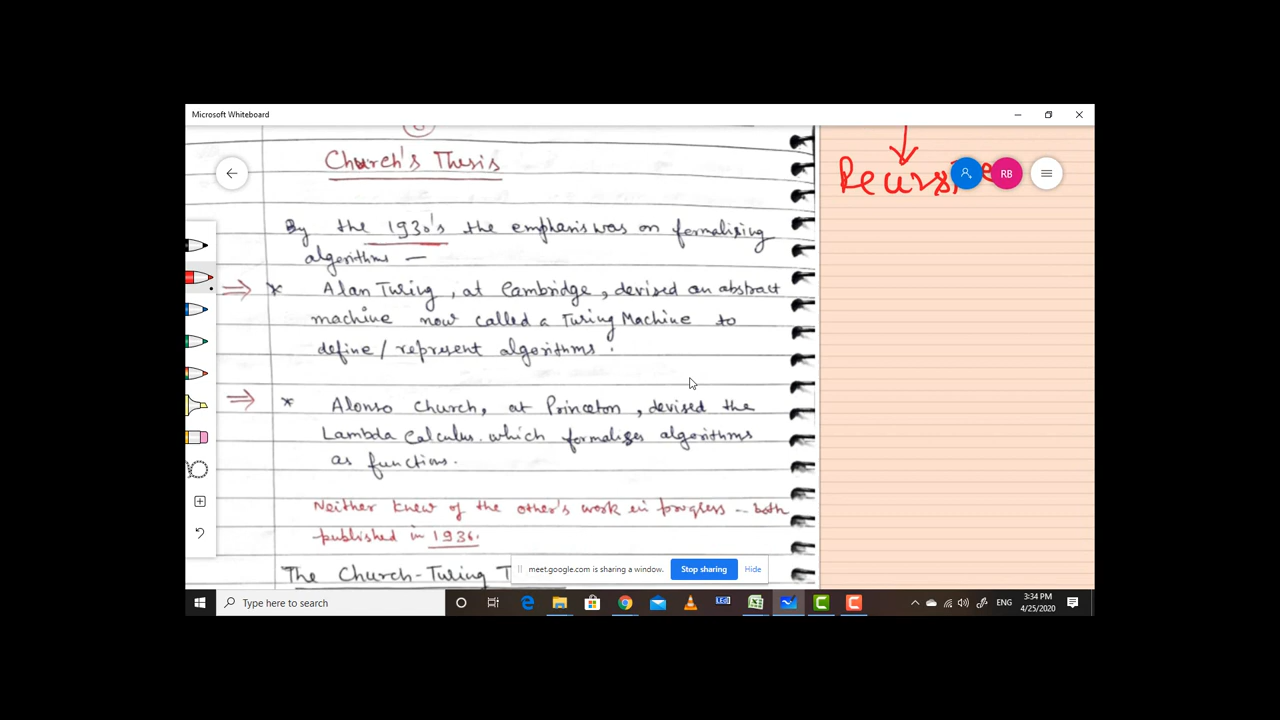 Microsoft Whiteboard
Church's Thesis
Recursive
RB
By the 1930's the emphasis was on formalizing
algorithms —
⇒ * Alan Turing, at Cambridge, devised an abstract
machine now called a Turing Machine to
define / represent algorithms.
⇒ * Alonso Church, at Princeton, devised the
Lambda Calculus. which formalizes algorithms
as functions.
Neither knew of the other's work in progress – both
published in 1936.
The Church-Turing T
meet.google.com is sharing a window.
Stop sharing
Hide
Type here to search
ENG
3:34 PM
4/25/2020